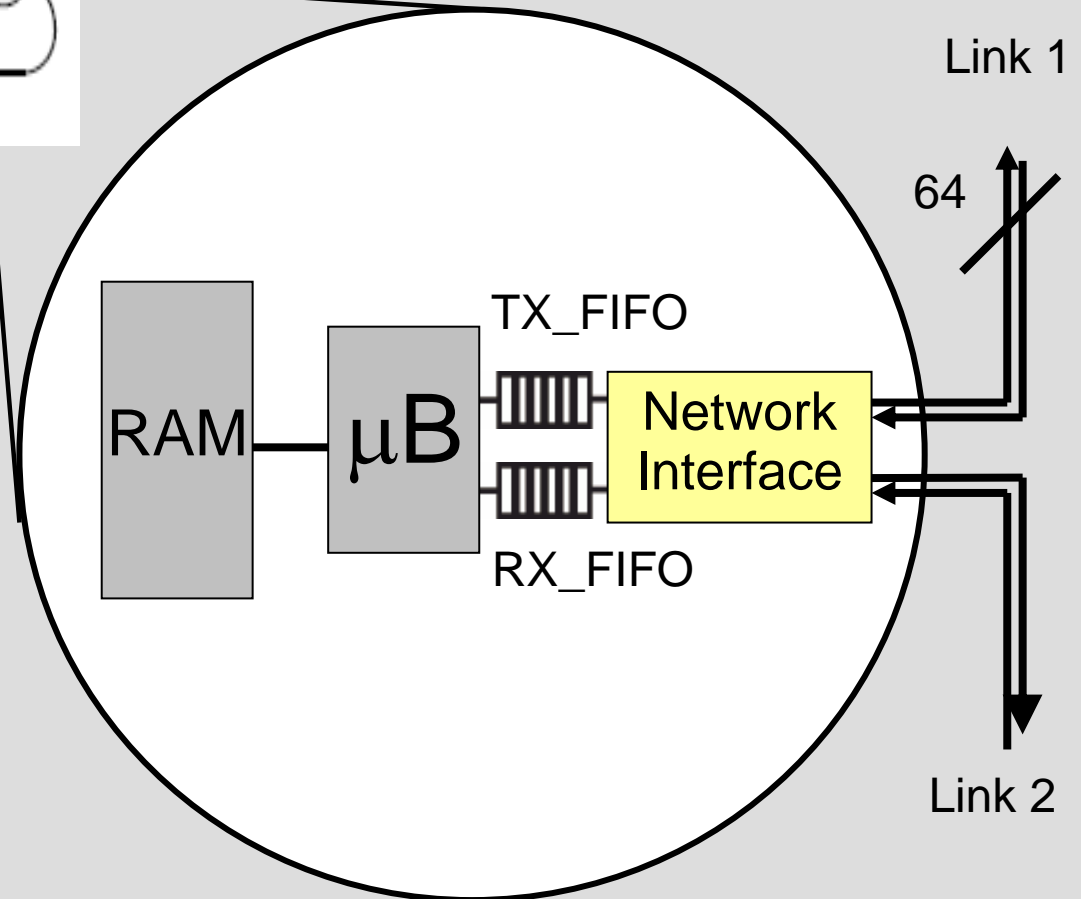 Link 1
64
TX_FIFO
RAM
μB
Network
Interface
RX_FIFO
Link 2